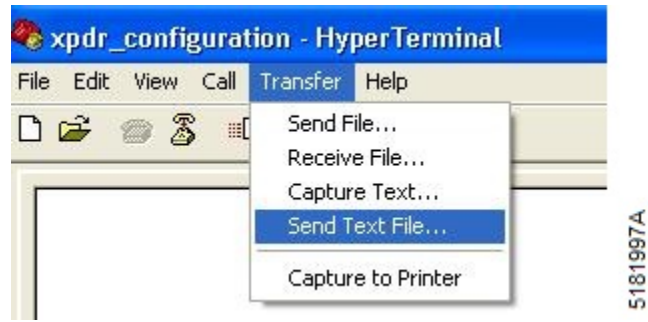 xpdr_configuration - HyperTerminal
File Edit View Call Transfer Help
Send File...
Receive File...
Capture Text...
Send Text File...
Capture to Printer
5181997A